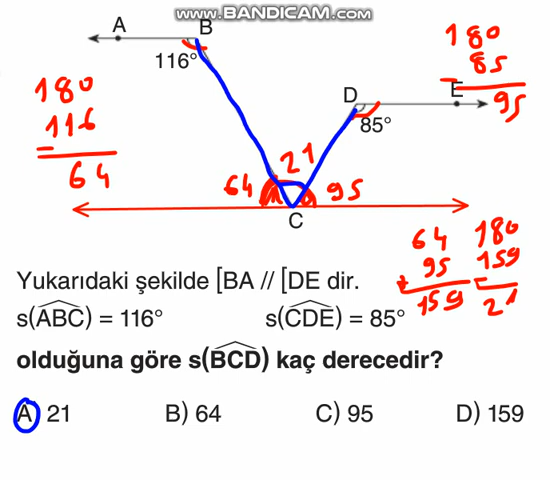 www.BANDICAM.com
A B
116°
180
116
64
180
85
95
D E
85°
21
64 95
C
64 180
95 159
159 21
Yukarıdaki şekilde [BA // [DE dir.
s(ABC) = 116° s(CDE) = 85°
olduğuna göre s(BCD) kaç derecedir?
A) 21 B) 64 C) 95 D) 159